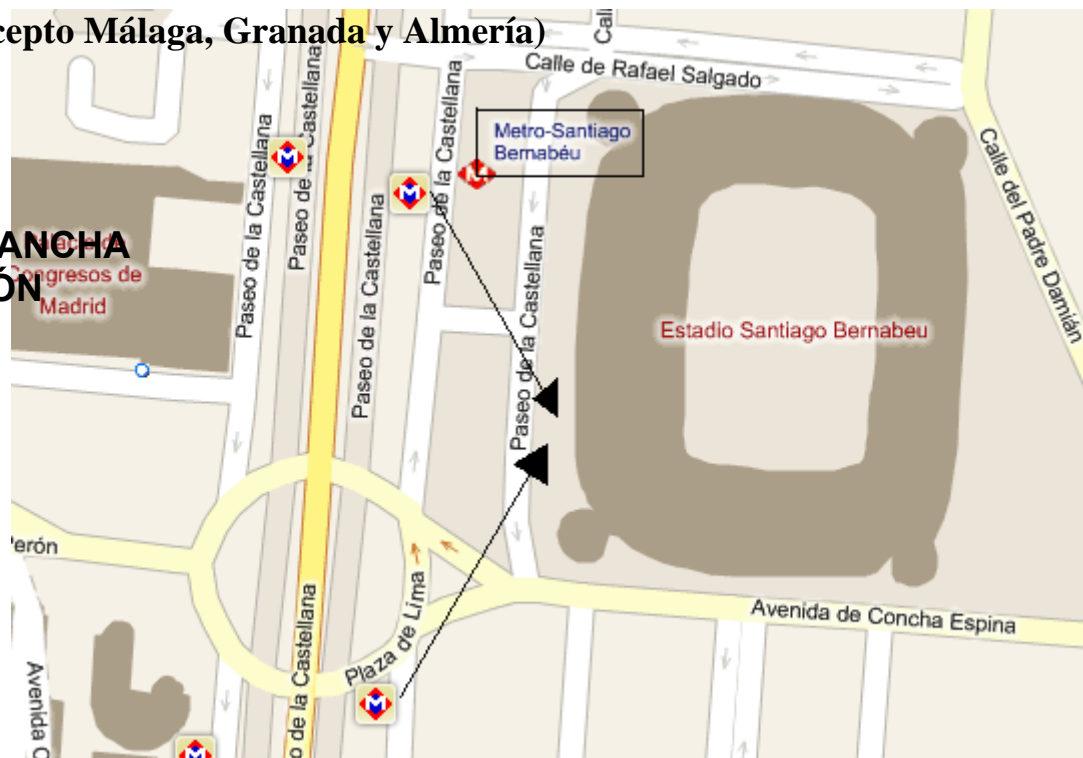 cepto Málaga, Granada y Almería)
Call
Calle de Rafael Salgado
Metro-Santiago
Bernabéu
Calle del Padre Damián
Paseo de la Castellana
Paseo de la Castellana
Paseo de la Castellana
Paseo de la Castellana
Paseo de la Castellana
ANCHA
ÓN
Congresos de
Madrid
Estadio Santiago Bernabeu
erón
Plaza de Lima
o de la Castellana
Avenida de Concha Espina
Avenida C